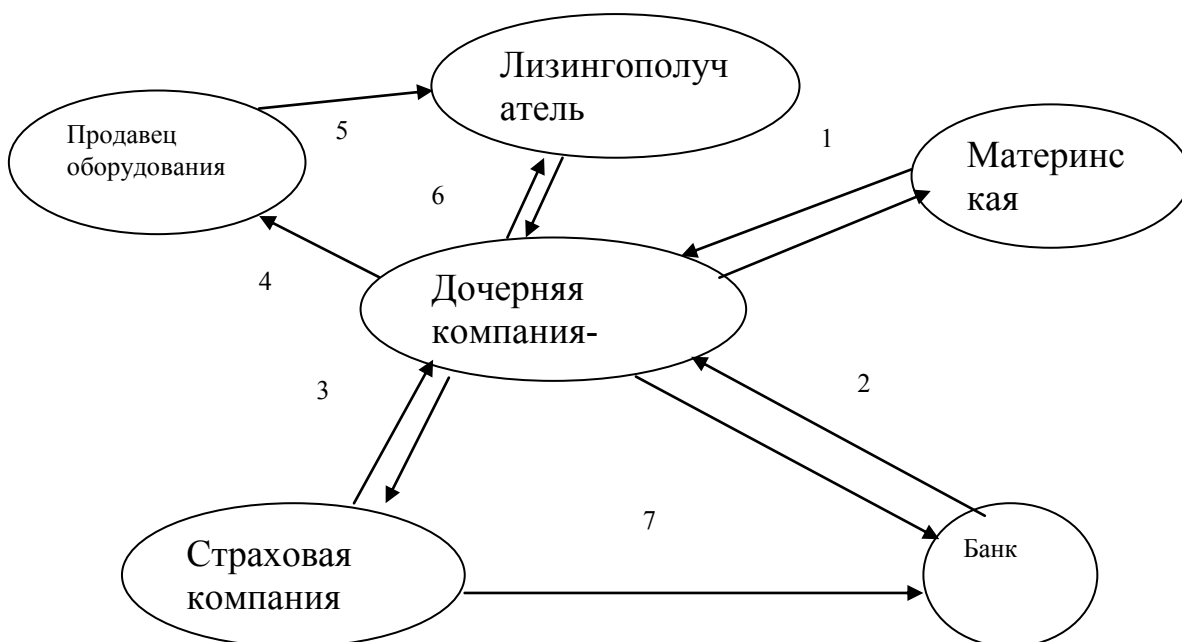 Лизингополуч
атель
Продавец
оборудования
5
1
Материнс
кая
6
4
Дочерняя
компания-
3
2
7
Страховая
компания
Банк